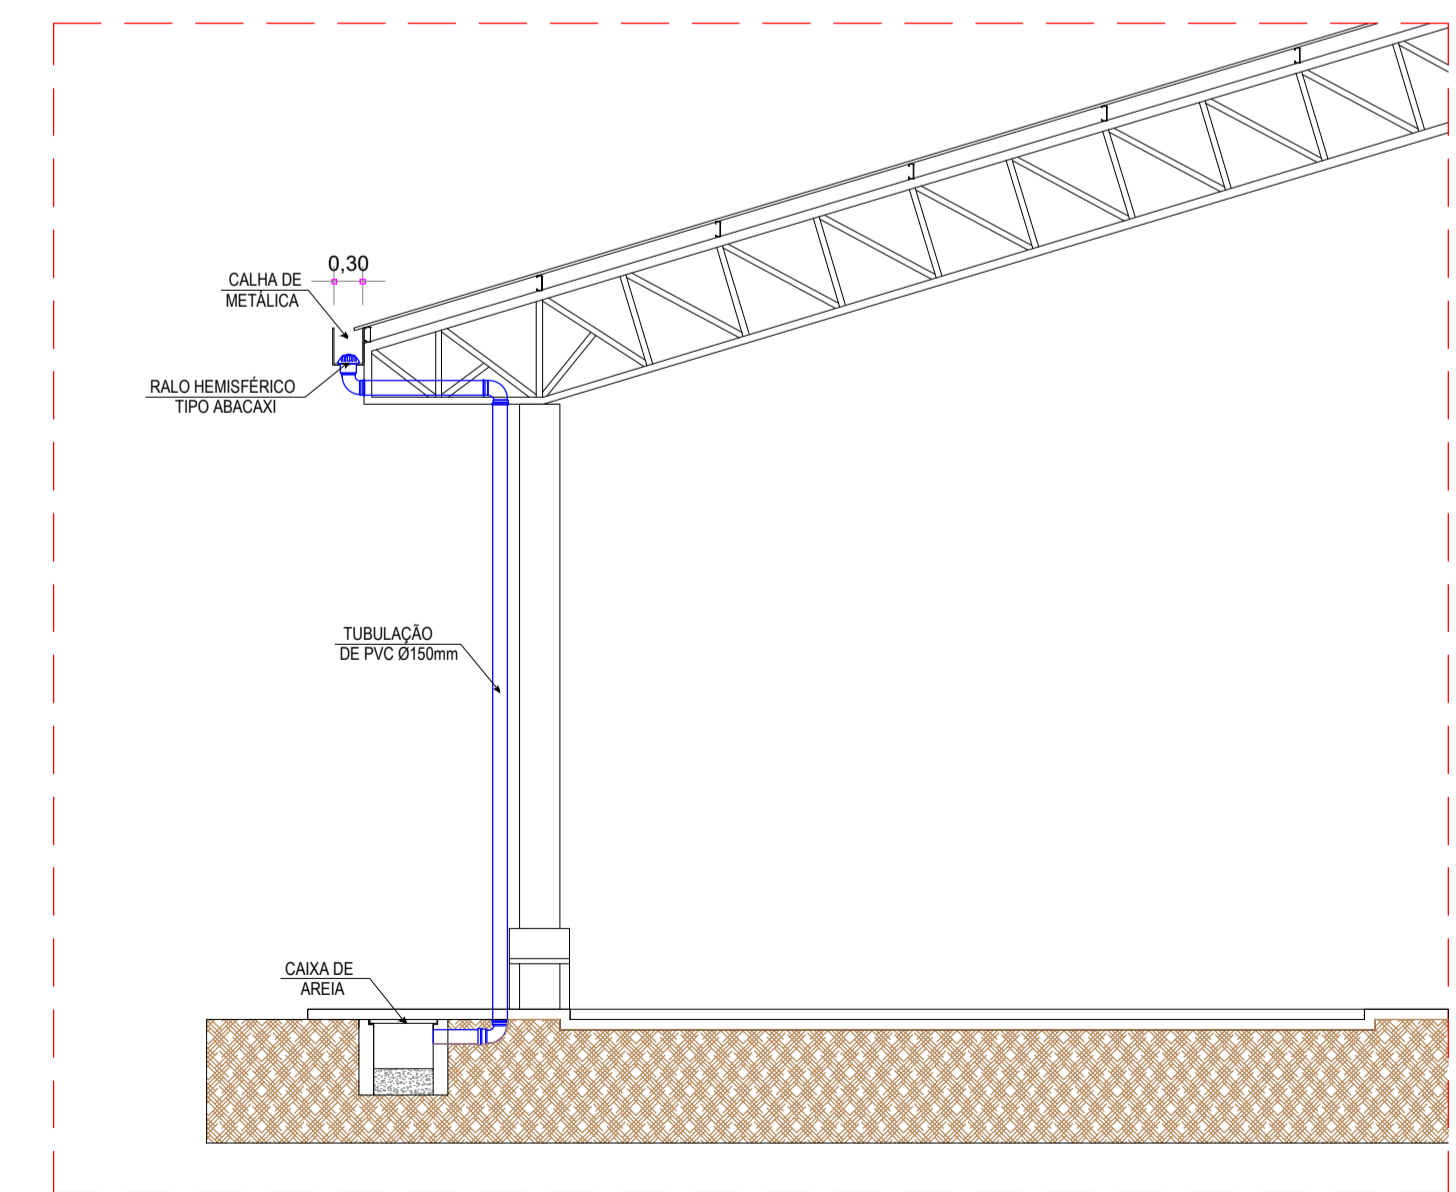 0,30
CALHA DE
METÁLICA
RALO HEMISFÉRICO
TIPO ABACAXI
TUBULAÇÃO
DE PVC Ø150mm
CAIXA DE
AREIA